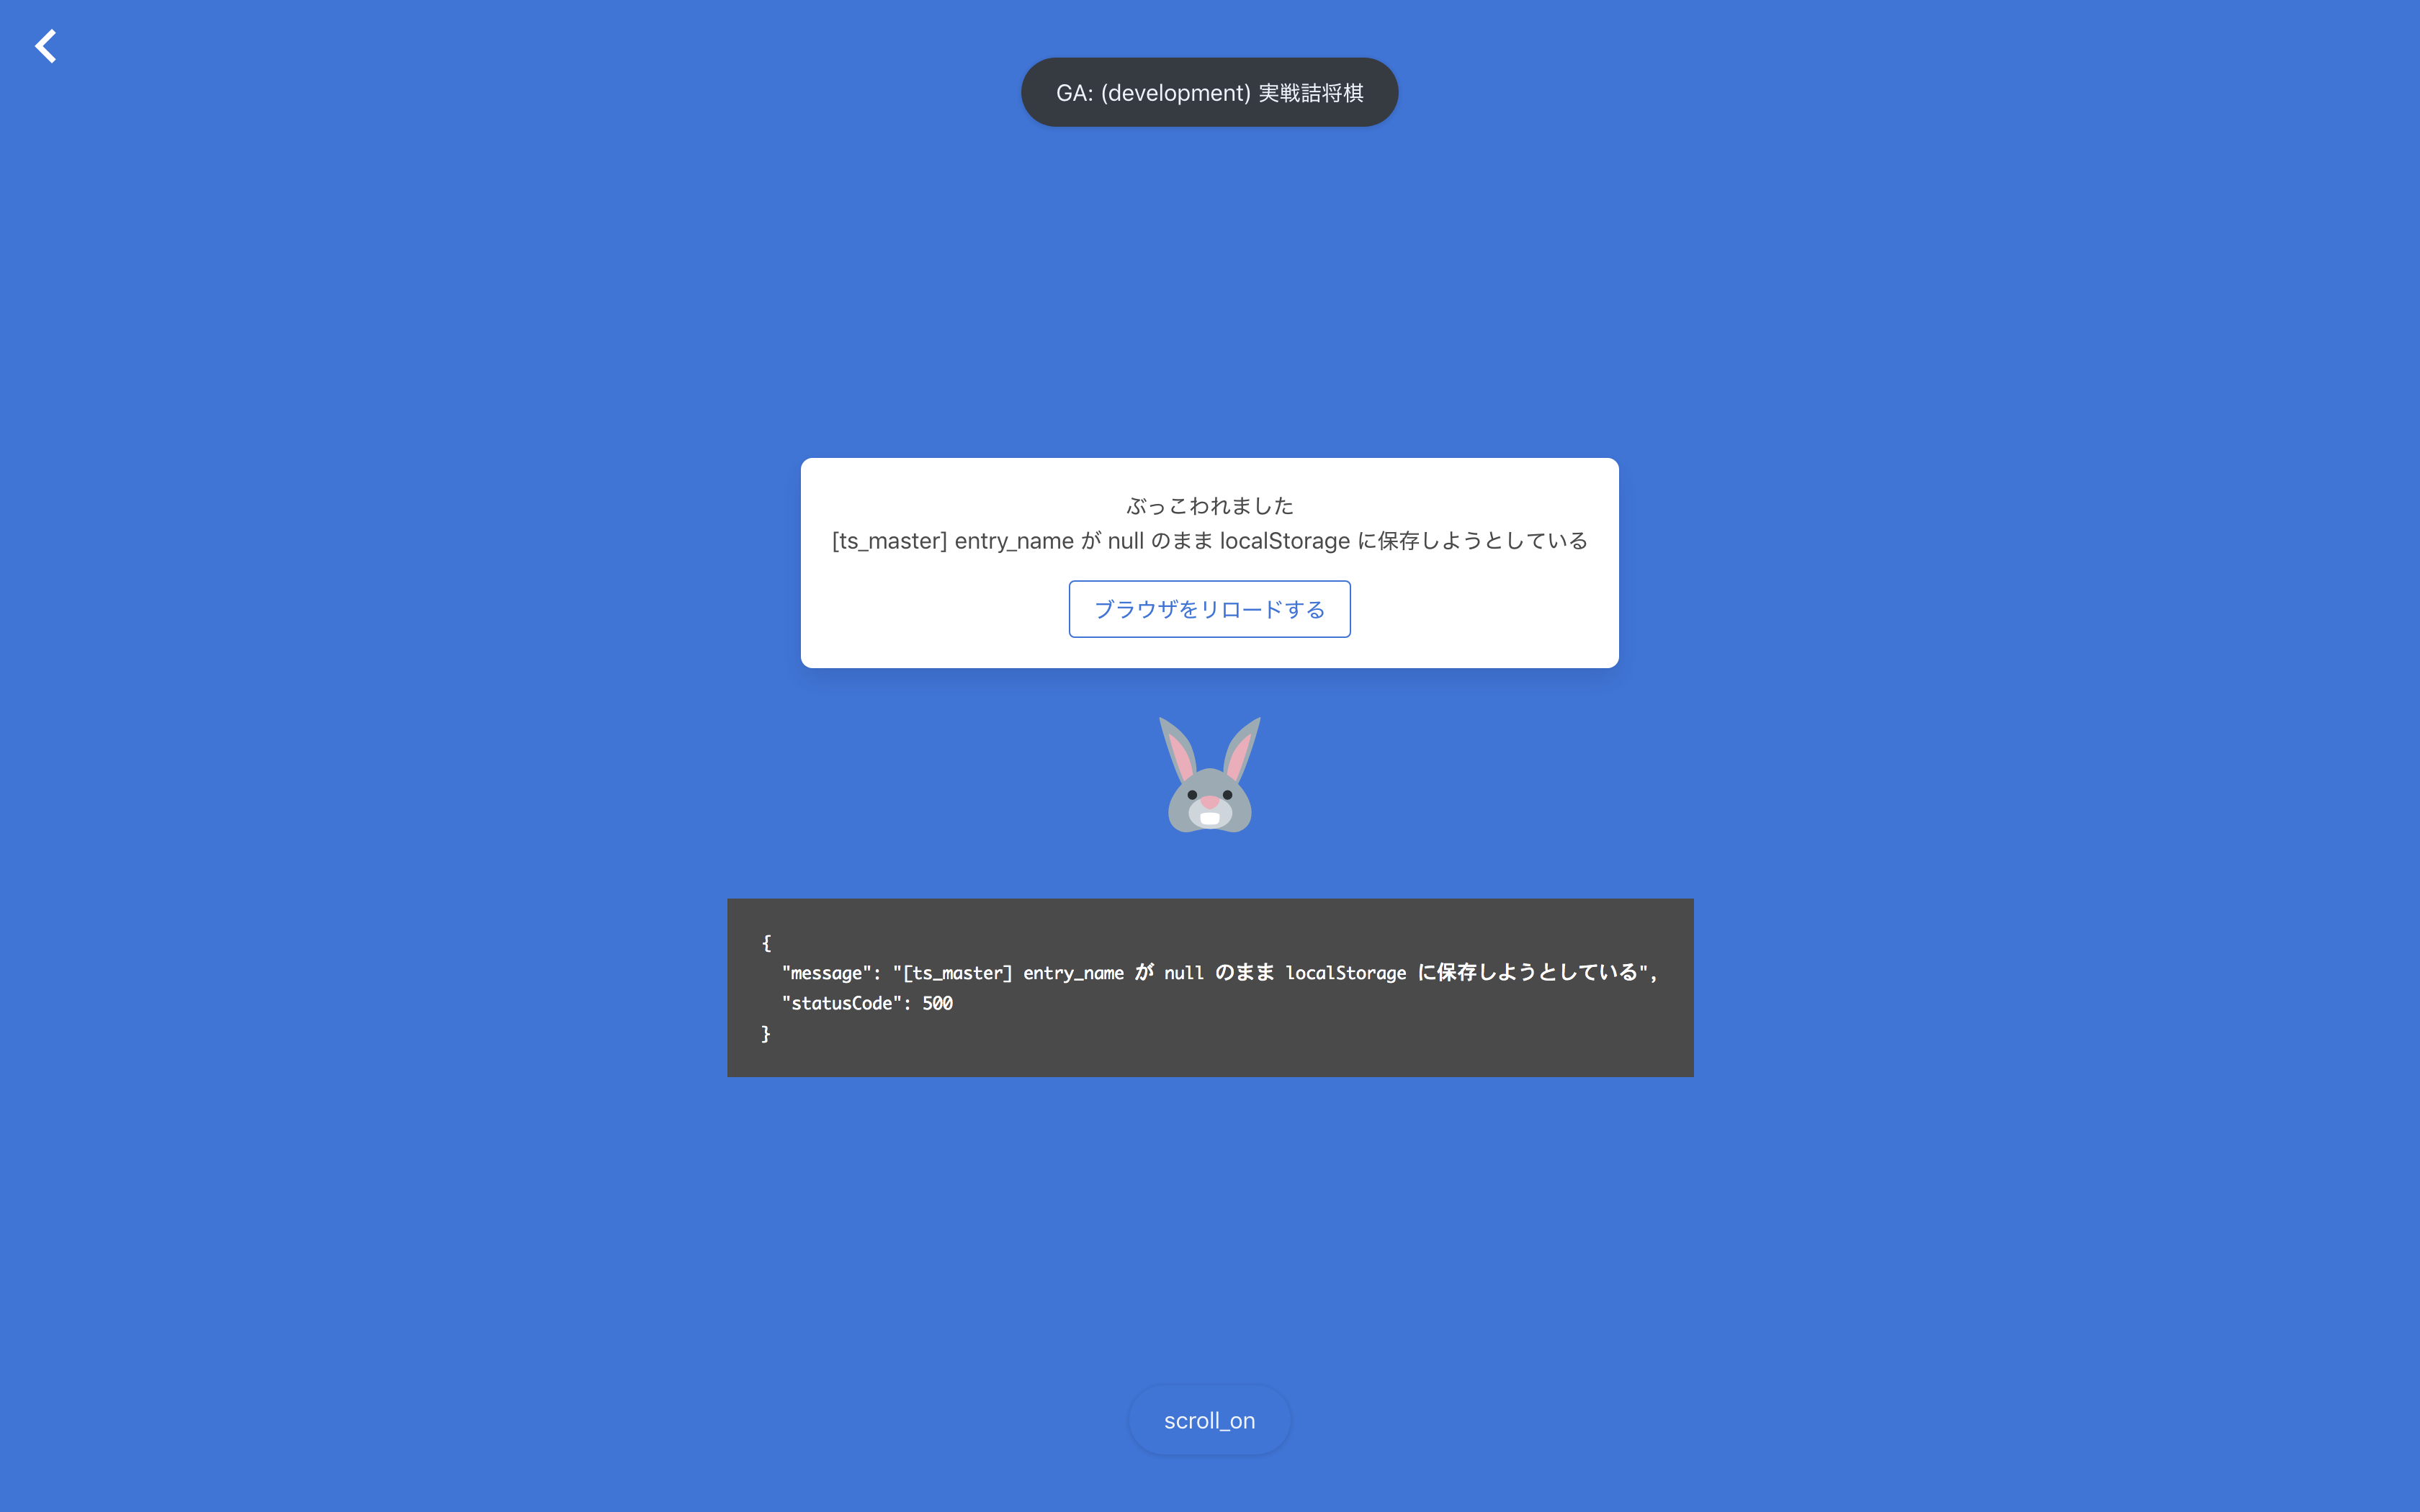 GA: (development) 実戦詰将棋
ぶっこわれました
[ts_master] entry_name が null のまま localStorage に保存しようとしている
ブラウザをリロードする
{
"message": "[ts_master] entry_name が null のまま localStorage に保存しようとしている",
"statusCode": 500
}
scroll_on